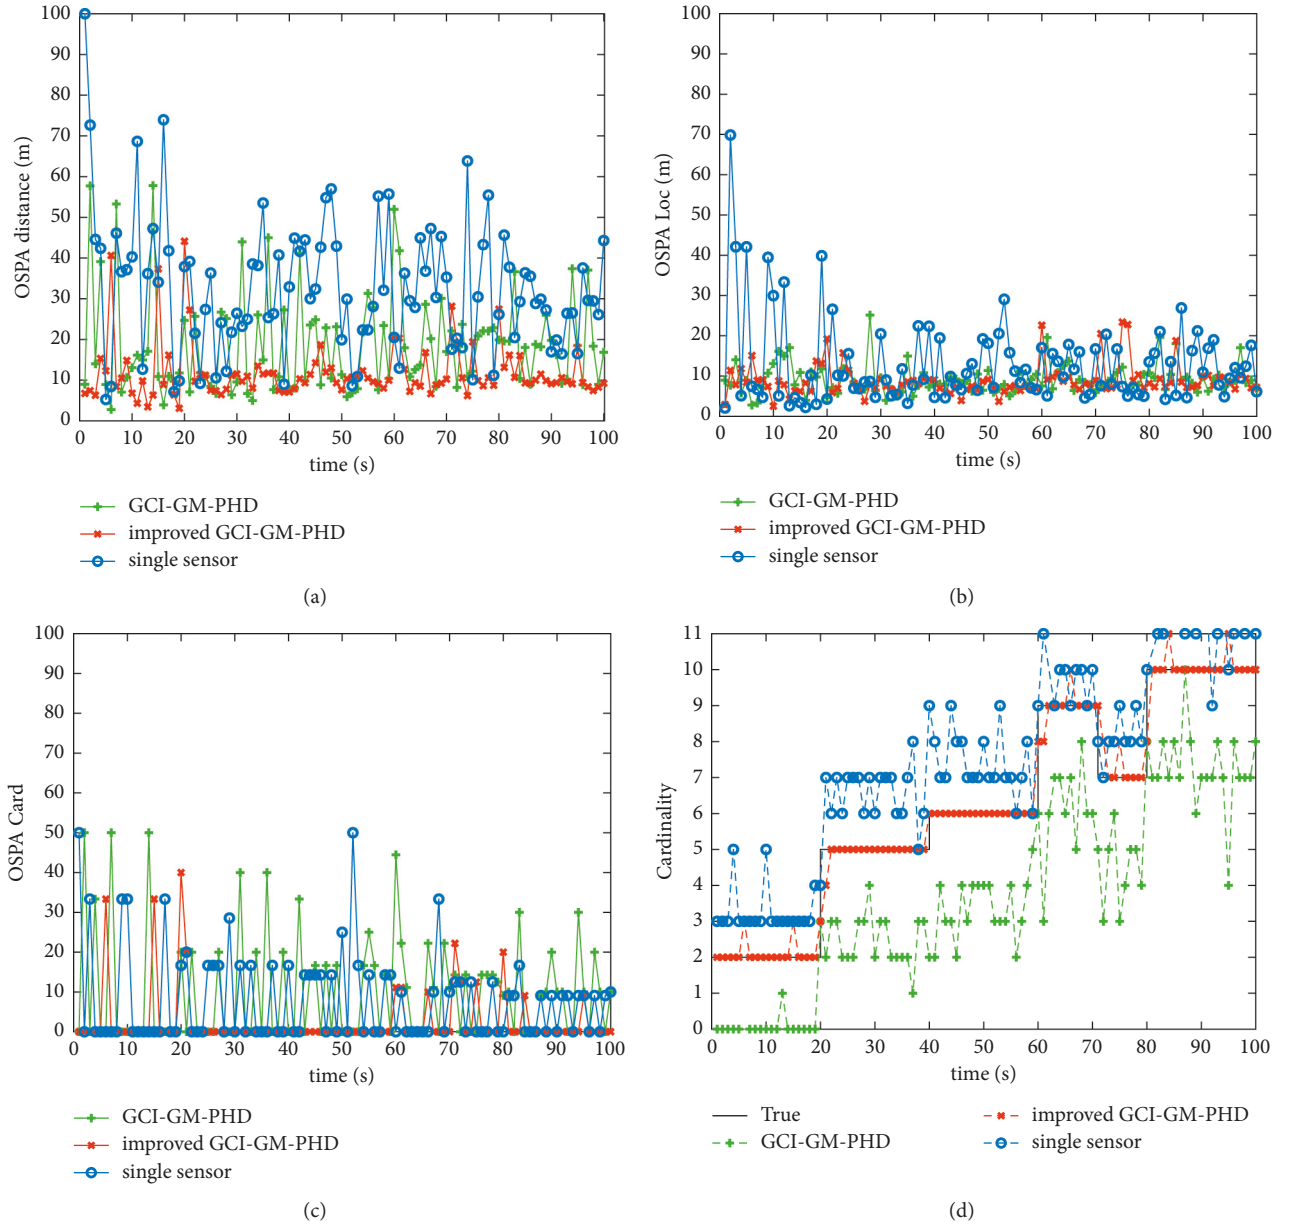 100
90
80
70
60
50
40
30
20
10
0
OSPA distance (m)
0 10 20 30 40 50 60 70 80 90 100
time (s)
GCI-GM-PHD
improved GCI-GM-PHD
single sensor
(a)
100
90
80
70
60
50
40
30
20
10
0
OSPA Loc (m)
0 10 20 30 40 50 60 70 80 90 100
time (s)
GCI-GM-PHD
improved GCI-GM-PHD
single sensor
(b)
100
90
80
70
60
50
40
30
20
10
0
OSPA Card
0 10 20 30 40 50 60 70 80 90 100
time (s)
GCI-GM-PHD
improved GCI-GM-PHD
single sensor
(c)
11
10
9
8
7
6
5
4
3
2
1
0
Cardinality
0 10 20 30 40 50 60 70 80 90 100
time (s)
True
GCI-GM-PHD
improved GCI-GM-PHD
single sensor
(d)